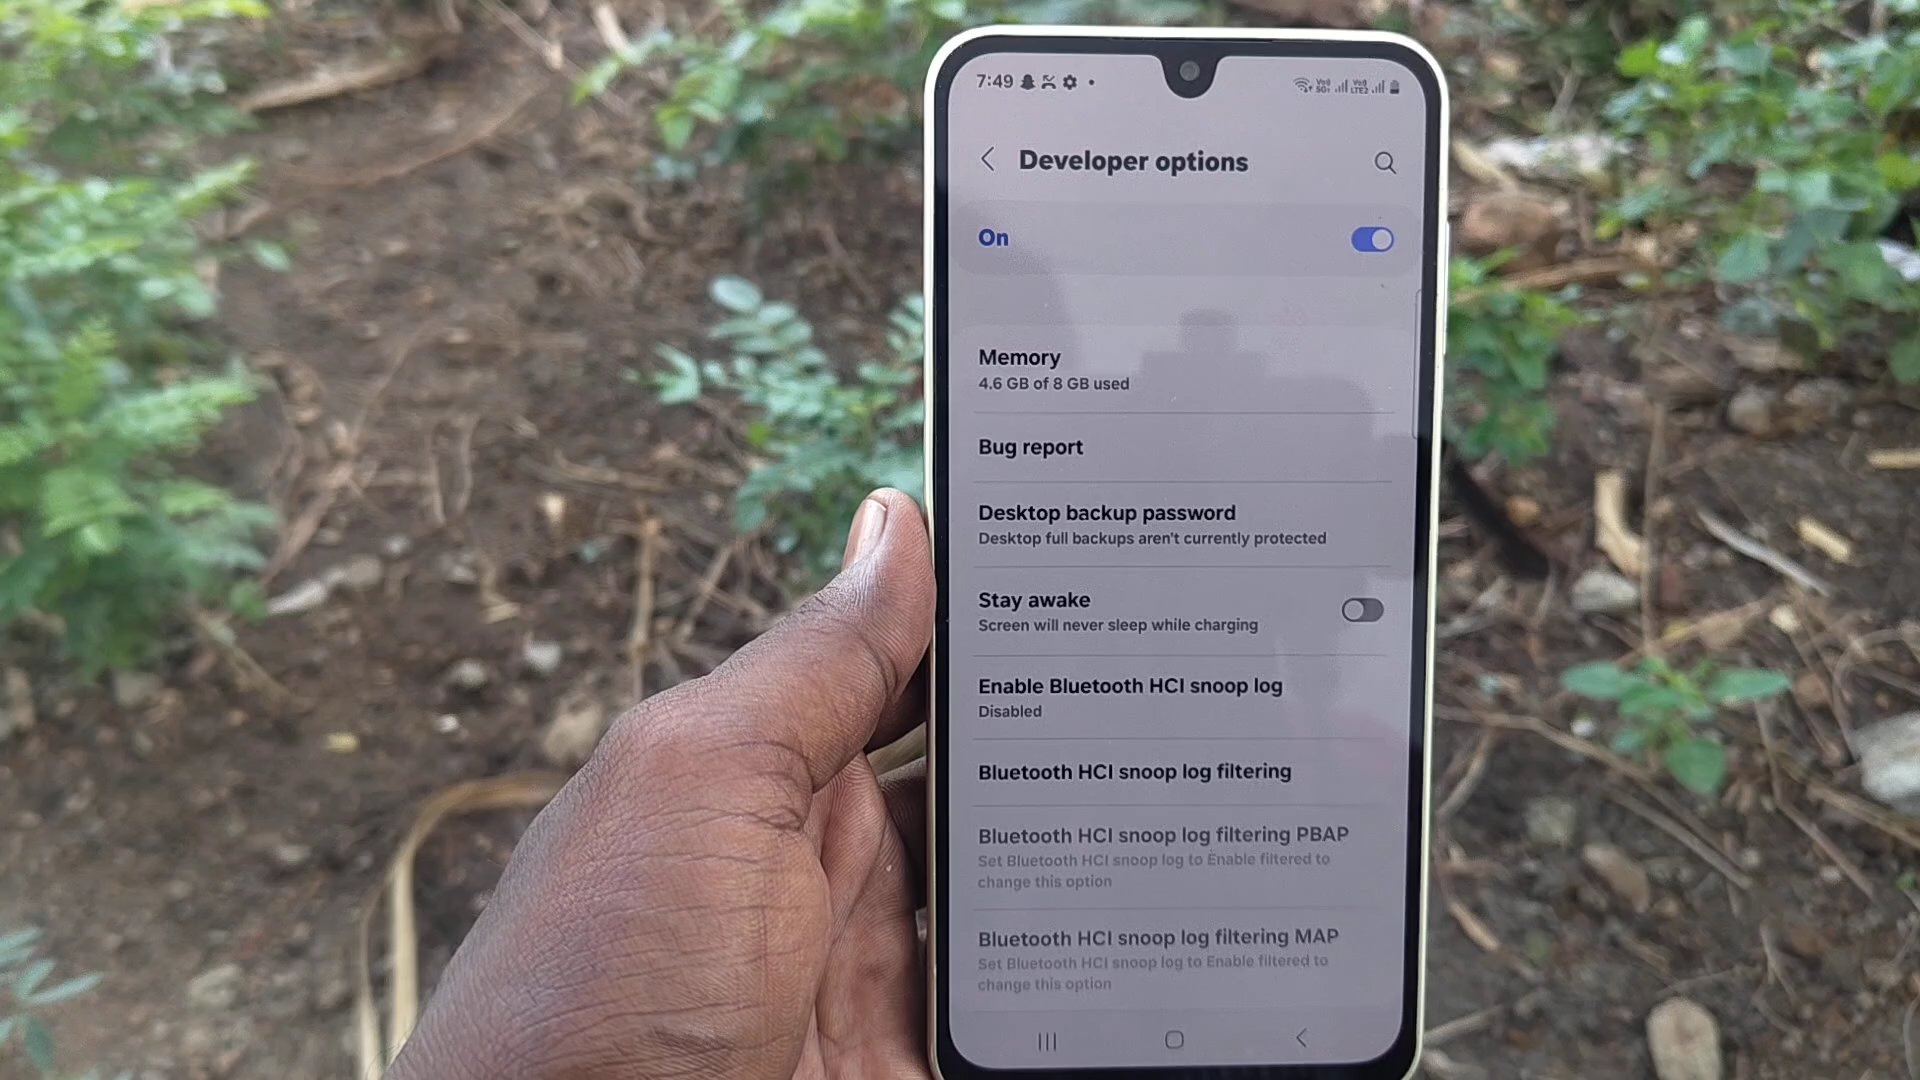 7:49
Vo) 5G+ Vo) LTE2
Developer options
On
Memory
4.6 GB of 8 GB used
Bug report
Desktop backup password
Desktop full backups aren't currently protected
Stay awake
Screen will never sleep while charging
Enable Bluetooth HCI snoop log
Disabled
Bluetooth HCI snoop log filtering
Bluetooth HCI snoop log filtering PBAP
Set Bluetooth HCI snoop log to Enable filtered to
change this option
Bluetooth HCI snoop log filtering MAP
Set Bluetooth HCI snoop log to Enable filtered to
change this option